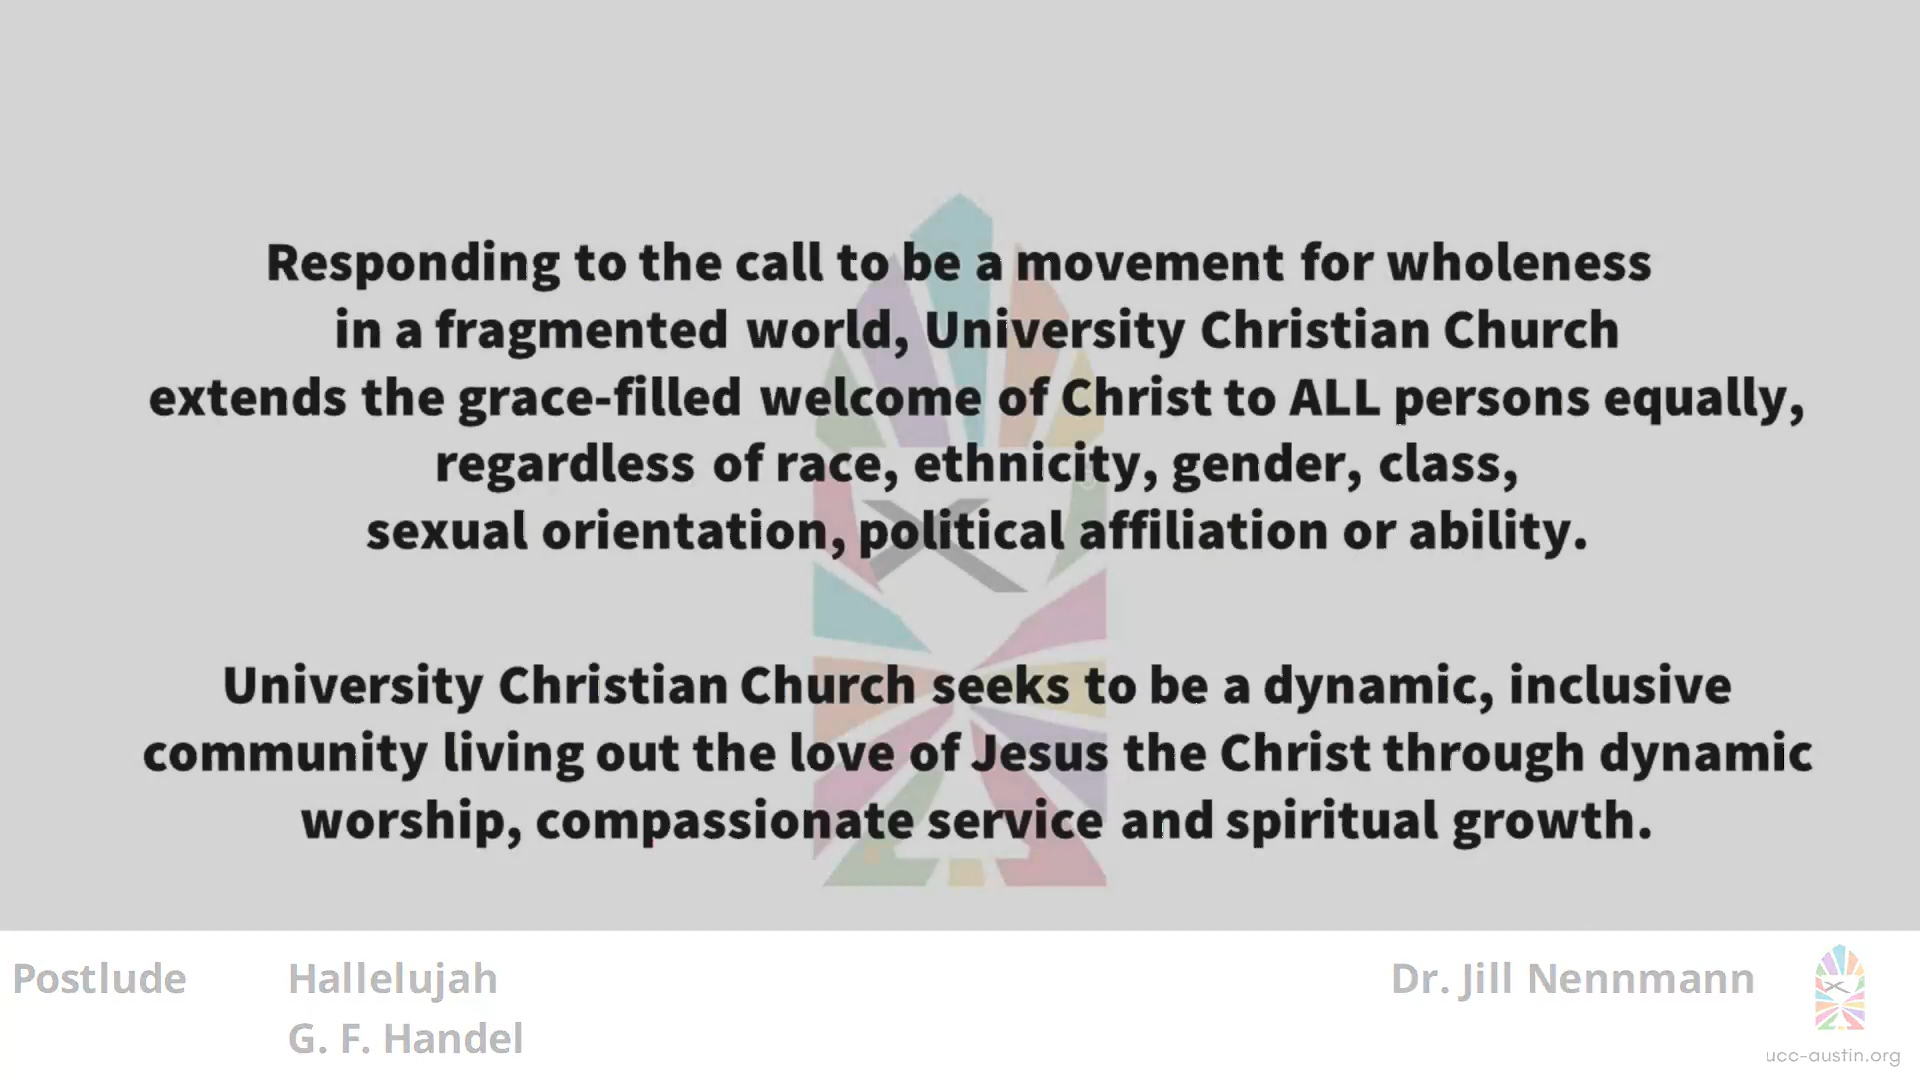 Responding to the call to be a movement for wholeness
in a fragmented world, University Christian Church
extends the grace-filled welcome of Christ to ALL persons equally,
regardless of race, ethnicity, gender, class,
sexual orientation, political affiliation or ability.
University Christian Church seeks to be a dynamic, inclusive
community living out the love of Jesus the Christ through dynamic
worship, compassionate service and spiritual growth.
Postlude Hallelujah Dr. Jill Nennmann
G. F. Handel
ucc-austin.org